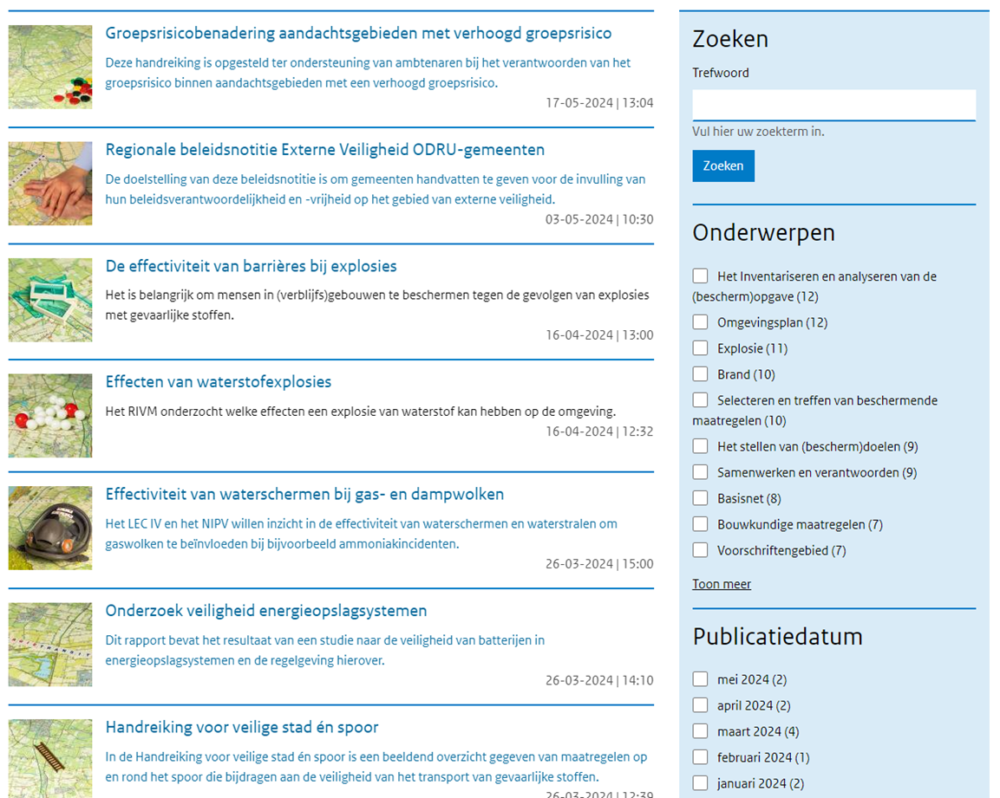 Groepsrisicobenadering aandachtsgebieden met verhoogd groepsrisico
Deze handreiking is opgesteld ter ondersteuning van ambtenaren bij het verantwoorden van het
groepsrisico binnen aandachtsgebieden met een verhoogd groepsrisico.
17-05-2024 | 13:04
Regionale beleidsnotitie Externe Veiligheid ODRU-gemeenten
De doelstelling van deze beleidsnotitie is om gemeenten handvatten te geven voor de invulling van
hun beleidsverantwoordelijkheid en -vrijheid op het gebied van externe veiligheid.
03-05-2024 | 10:30
De effectiviteit van barrières bij explosies
Het is belangrijk om mensen in (verblijfs)gebouwen te beschermen tegen de gevolgen van explosies
met gevaarlijke stoffen.
16-04-2024 | 13:00
Effecten van waterstofexplosies
Het RIVM onderzocht welke effecten een explosie van waterstof kan hebben op de omgeving.
16-04-2024 | 12:32
Effectiviteit van waterschermen bij gas- en dampwolken
Het LEC IV en het NIPV willen inzicht in de effectiviteit van waterschermen en waterstralen om
gaswolken te beïnvloeden bij bijvoorbeeld ammoniakincidenten.
26-03-2024 | 15:00
Onderzoek veiligheid energieopslagsystemen
Dit rapport bevat het resultaat van een studie naar de veiligheid van batterijen in
energieopslagsystemen en de regelgeving hierover.
26-03-2024 | 14:10
Handreiking voor veilige stad én spoor
In de Handreiking voor veilige stad én spoor is een beeldend overzicht gegeven van maatregelen op
en rond het spoor die bijdragen aan de veiligheid van het transport van gevaarlijke stoffen.
26-03-2024 | 12:39
Zoeken
Trefwoord
Vul hier uw zoekterm in.
Zoeken
Onderwerpen
Het Inventariseren en analyseren van de
(bescherm)opgave (12)
Omgevingsplan (12)
Explosie (11)
Brand (10)
Selecteren en treffen van beschermende
maatregelen (10)
Het stellen van (bescherm)doelen (9)
Samenwerken en verantwoorden (9)
Basisnet (8)
Bouwkundige maatregelen (7)
Voorschriftengebied (7)
Toon meer
Publicatiedatum
mei 2024 (2)
april 2024 (2)
maart 2024 (4)
februari 2024 (1)
januari 2024 (2)